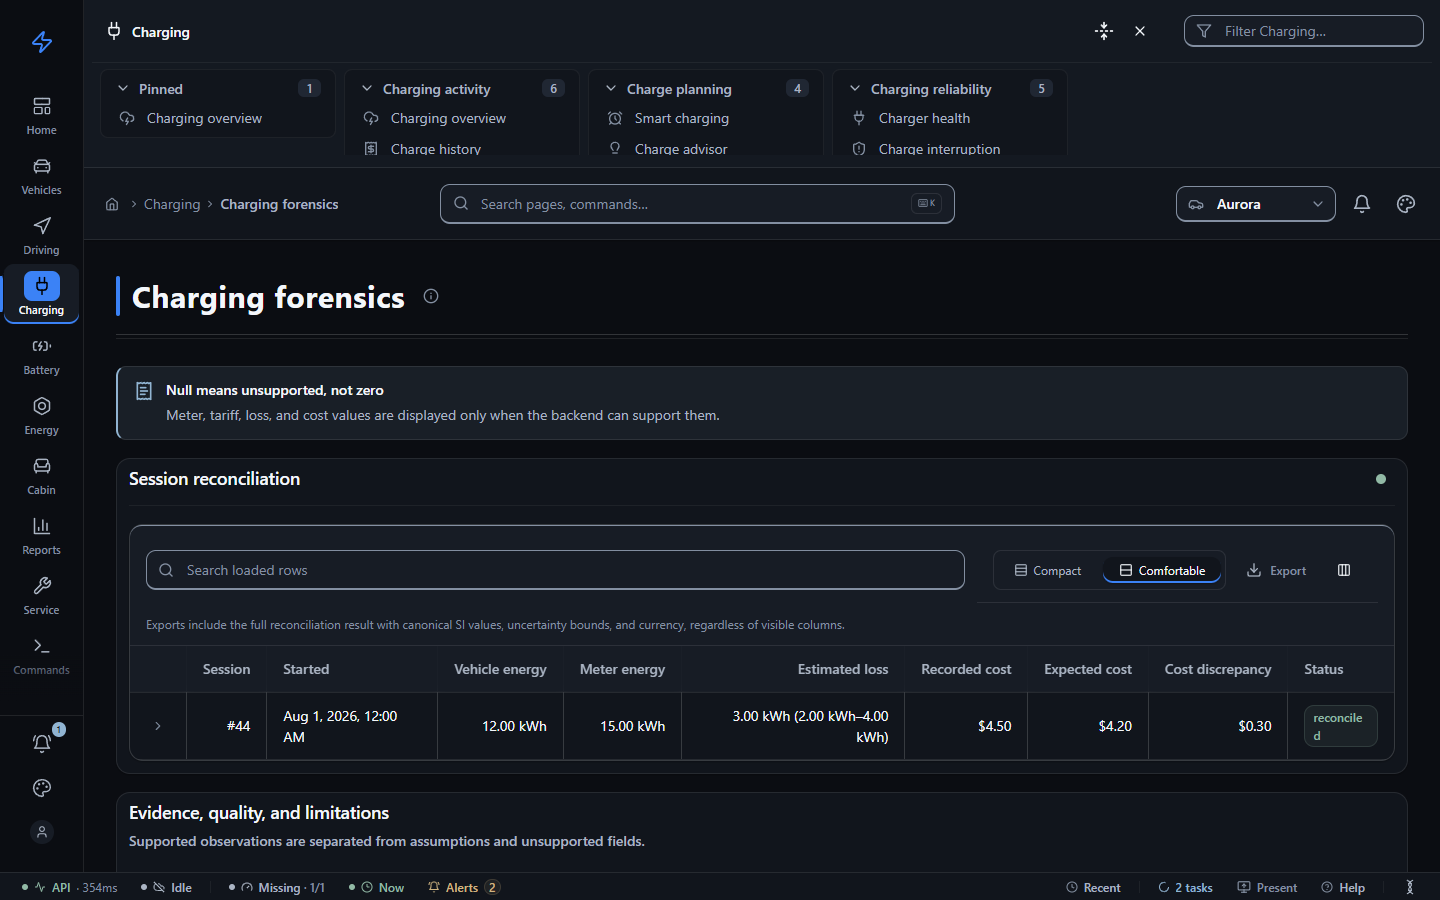 Charging
Filter Charging...
Pinned
1
Charging overview
Charging activity
6
Charging overview
Charge history
Charge planning
4
Smart charging
Charge advisor
Charging reliability
5
Charger health
Charge interruption
Home
Vehicles
Driving
Charging
Battery
Energy
Cabin
Reports
Service
Commands
1
Charging
Charging forensics
Search pages, commands...
K
Aurora
Charging forensics
Null means unsupported, not zero
Meter, tariff, loss, and cost values are displayed only when the backend can support them.
Session reconciliation
Search loaded rows
Compact
Comfortable
Export
Exports include the full reconciliation result with canonical SI values, uncertainty bounds, and currency, regardless of visible columns.
Session Started Vehicle energy Meter energy Estimated loss Recorded cost Expected cost Cost discrepancy Status
#44
Aug 1, 2026, 12:00
AM
12.00 kWh
15.00 kWh
3.00 kWh (2.00 kWh–4.00
kWh)
$4.50
$4.20
$0.30
reconcile
d
Evidence, quality, and limitations
Supported observations are separated from assumptions and unsupported fields.
API · 354ms
Idle
Missing · 1/1
Now
Alerts 2
Recent
2 tasks
Present
Help